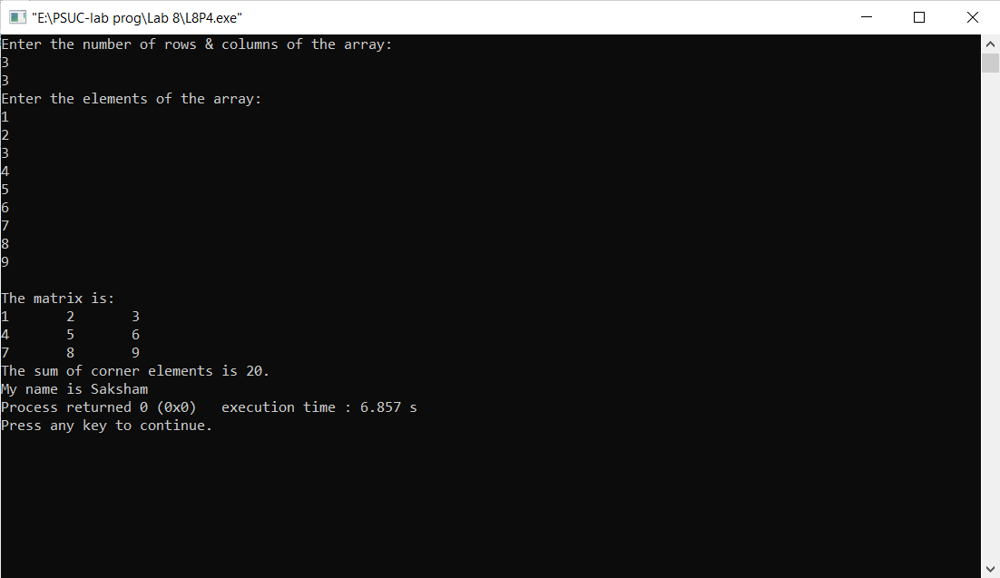 "E:\PSUC-lab prog\Lab 8\L8P4.exe"
Enter the number of rows & columns of the array:
3
3
Enter the elements of the array:
1
2
3
4
5
6
7
8
9
The matrix is:
1 2 3
4 5 6
7 8 9
The sum of corner elements is 20.
My name is Saksham
Process returned 0 (0x0)   execution time : 6.857 s
Press any key to continue.